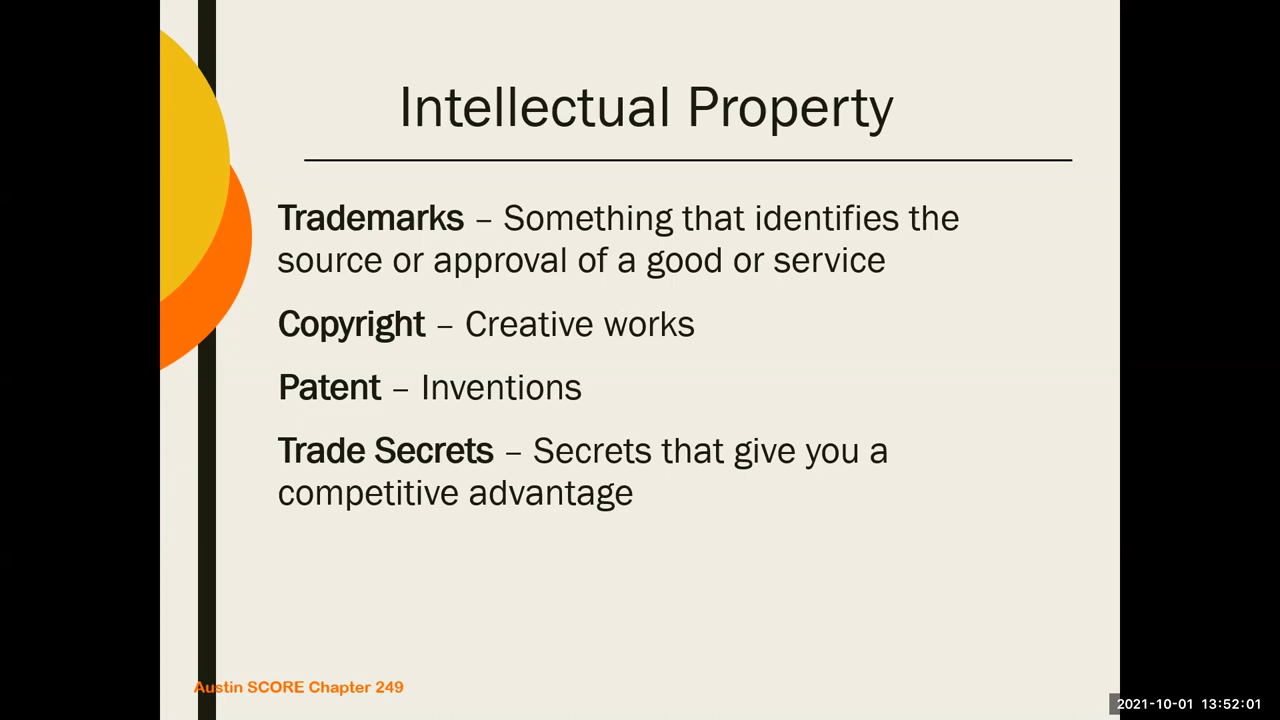 Intellectual Property
Trademarks – Something that identifies the
source or approval of a good or service
Copyright – Creative works
Patent – Inventions
Trade Secrets – Secrets that give you a
competitive advantage
Austin SCORE Chapter 249
2021-10-01 13:52:01